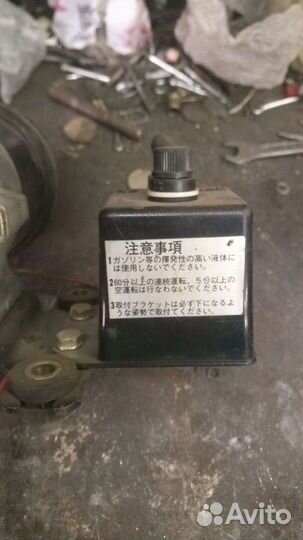 注意事項
1ガソリン等の揮発性の高い液体に
は使用しないでください。
2 60分以上の連続運転、5分以上の
空運転は行なわないでください。
3取付ブラケットは必ず下になるよ
うな姿勢で取付てください。
Avito